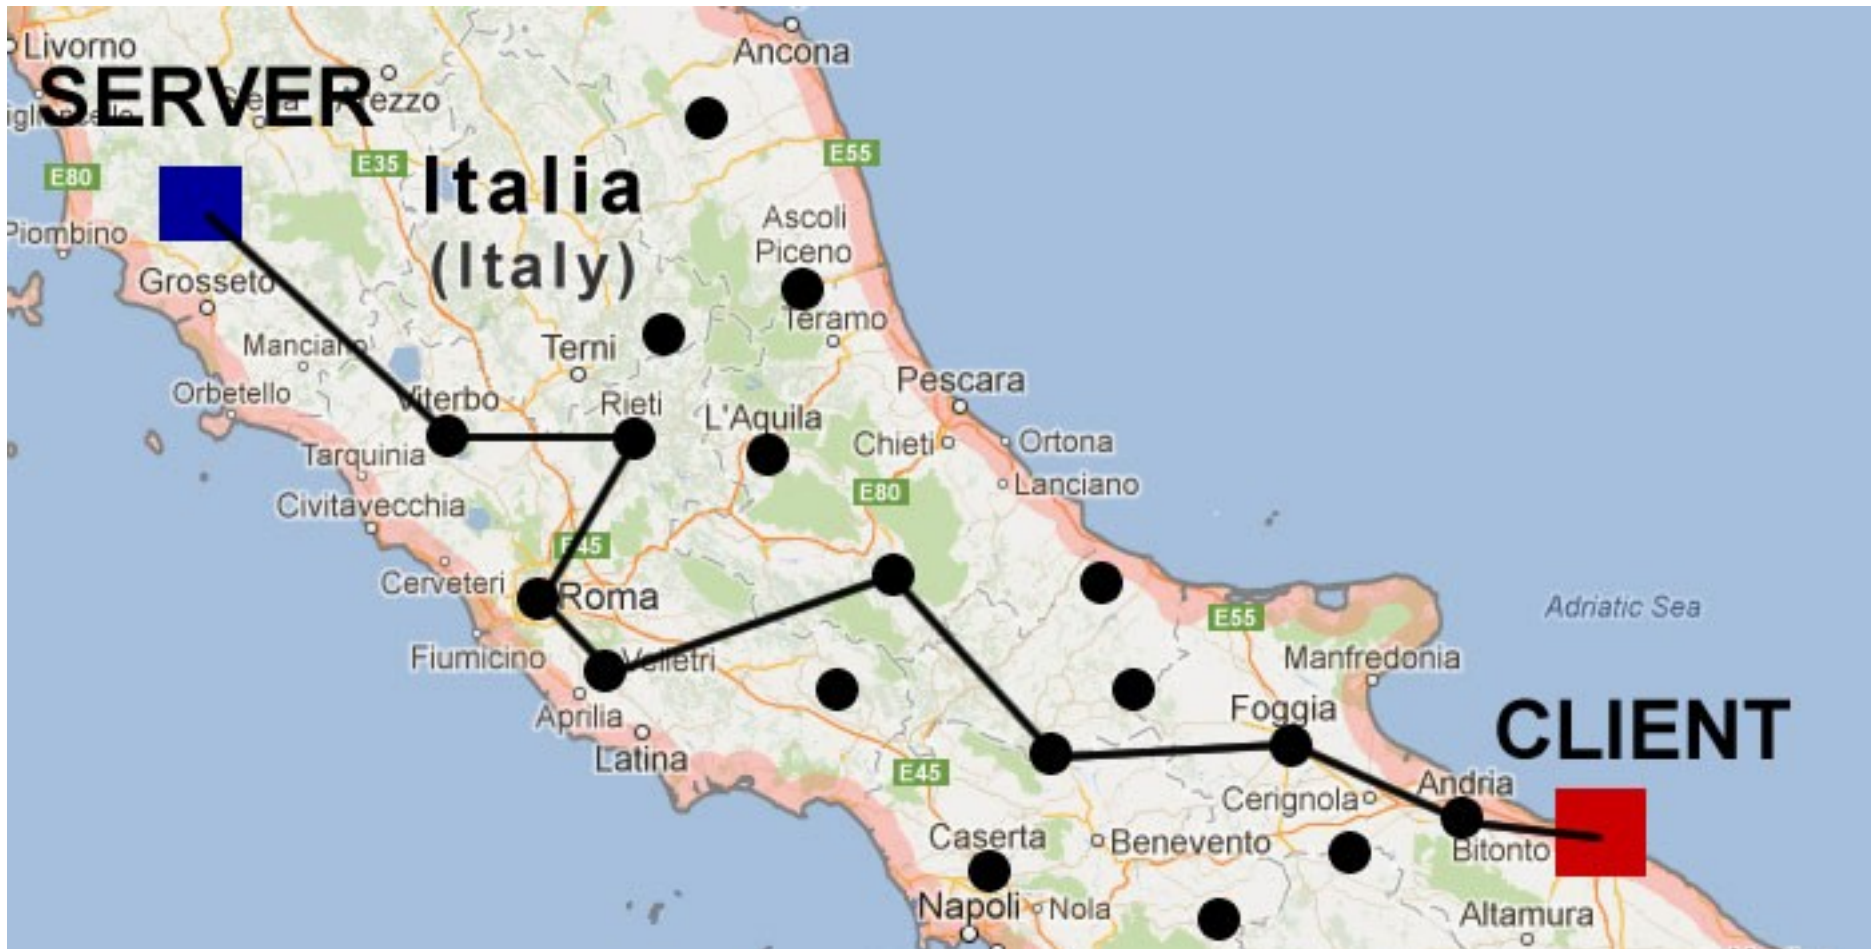 Livorno
Ancona
SERVER
Arezzo
E35
E55
E80
Italia
(Italy)
Piombino
Ascoli
Piceno
Grosseto
Teramo
Manciano
Terni
Orbetello
Viterbo
Rieti
L'Aquila
Pescara
Tarquinia
Chieti
Ortona
Lanciano
E80
Civitavecchia
E45
Cerveteri
Roma
E55
Adriatic Sea
Fiumicino
Velletri
Manfredonia
Aprilia
Foggia
CLIENT
Latina
E45
Andria
Cerignola
Caserta
Benevento
Bitonto
Napoli
Nola
Altamura